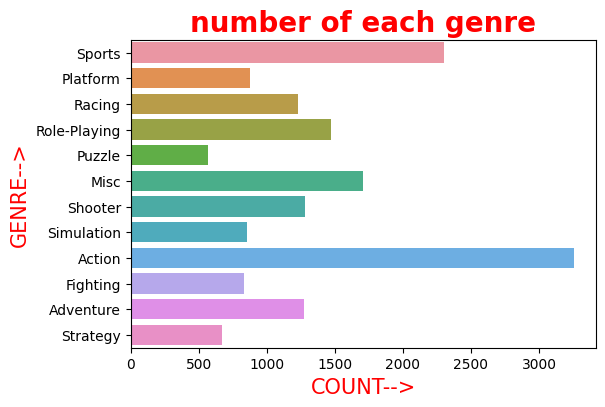 number of each genre
Sports
Platform
Racing
Role-Playing
Puzzle
Misc
Shooter
Simulation
Action
Fighting
Adventure
Strategy
GENRE-->
0 500 1000 1500 2000 2500 3000
COUNT-->